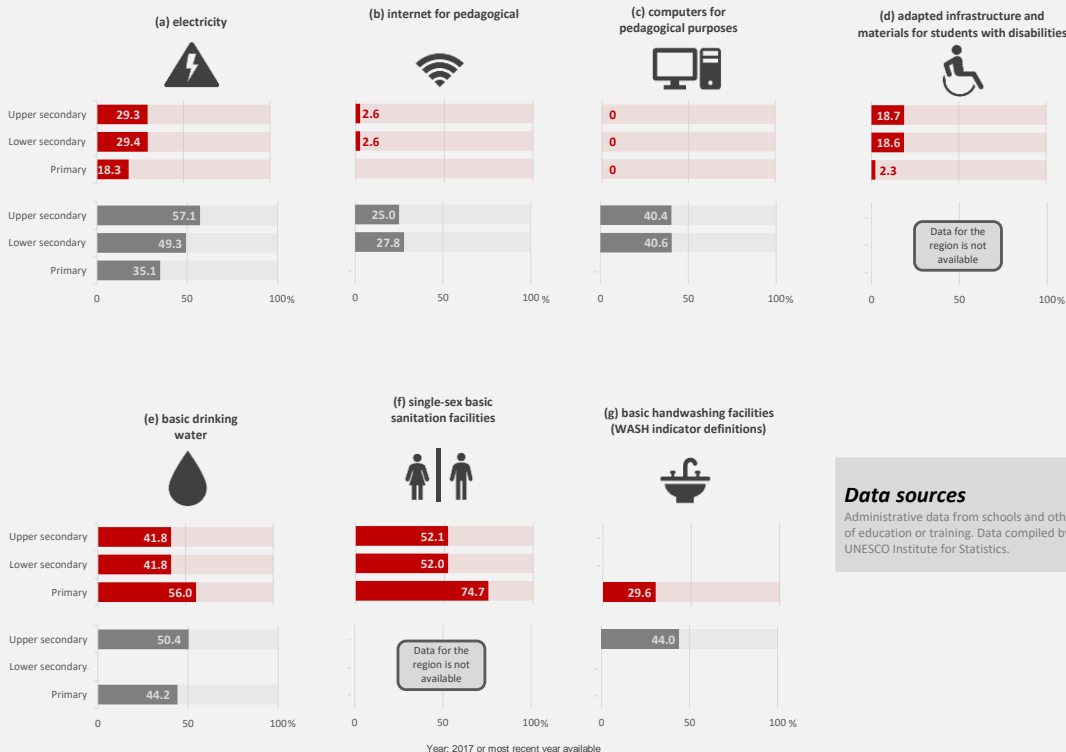 (a) electricity
(b) internet for pedagogical
(c) computers for
pedagogical purposes
(d) adapted infrastructure and
materials for students with disabilities
Upper secondary
29.3
2.6
0
18.7
Lower secondary
29.4
2.6
0
18.6
Primary
18.3
0
2.3
Upper secondary
57.1
25.0
40.4
Lower secondary
49.3
27.8
40.6
Primary
35.1
Data for the
region is not
available
0 50 100%
0 50 100 %
0 50 100%
0 50 100%
(e) basic drinking
water
(f) single-sex basic
sanitation facilities
(g) basic handwashing facilities
(WASH indicator definitions)
Upper secondary
41.8
52.1
Lower secondary
41.8
52.0
Primary
56.0
74.7
29.6
Upper secondary
50.4
44.0
Lower secondary
Primary
44.2
Data for the
region is not
available
0 50 100%
0 50 100%
0 50 100%
Data sources
Administrative data from schools and oth
of education or training. Data compiled by
UNESCO Institute for Statistics.
Year: 2017 or most recent year available